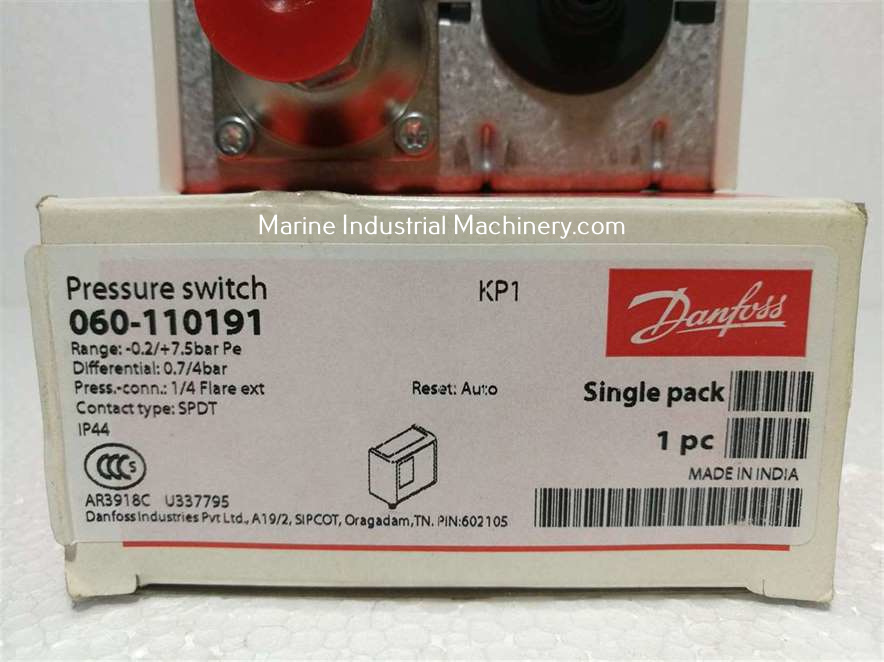 Marine Industrial Machinery.com
Pressure switch
KP1
Danfoss
060-110191
Range: -0.2/+7.5bar Pe
Differential: 0.7/4bar
Press.-conn.: 1/4 Flare ext
Reset: Auto
Single pack
Contact type: SPDT
IP44
1 pc
CCC S
MADE IN INDIA
AR3918C U337795
Danfoss Industries Pvt Ltd., A19/2, SIPCOT, Oragadam,TN. PIN:602105